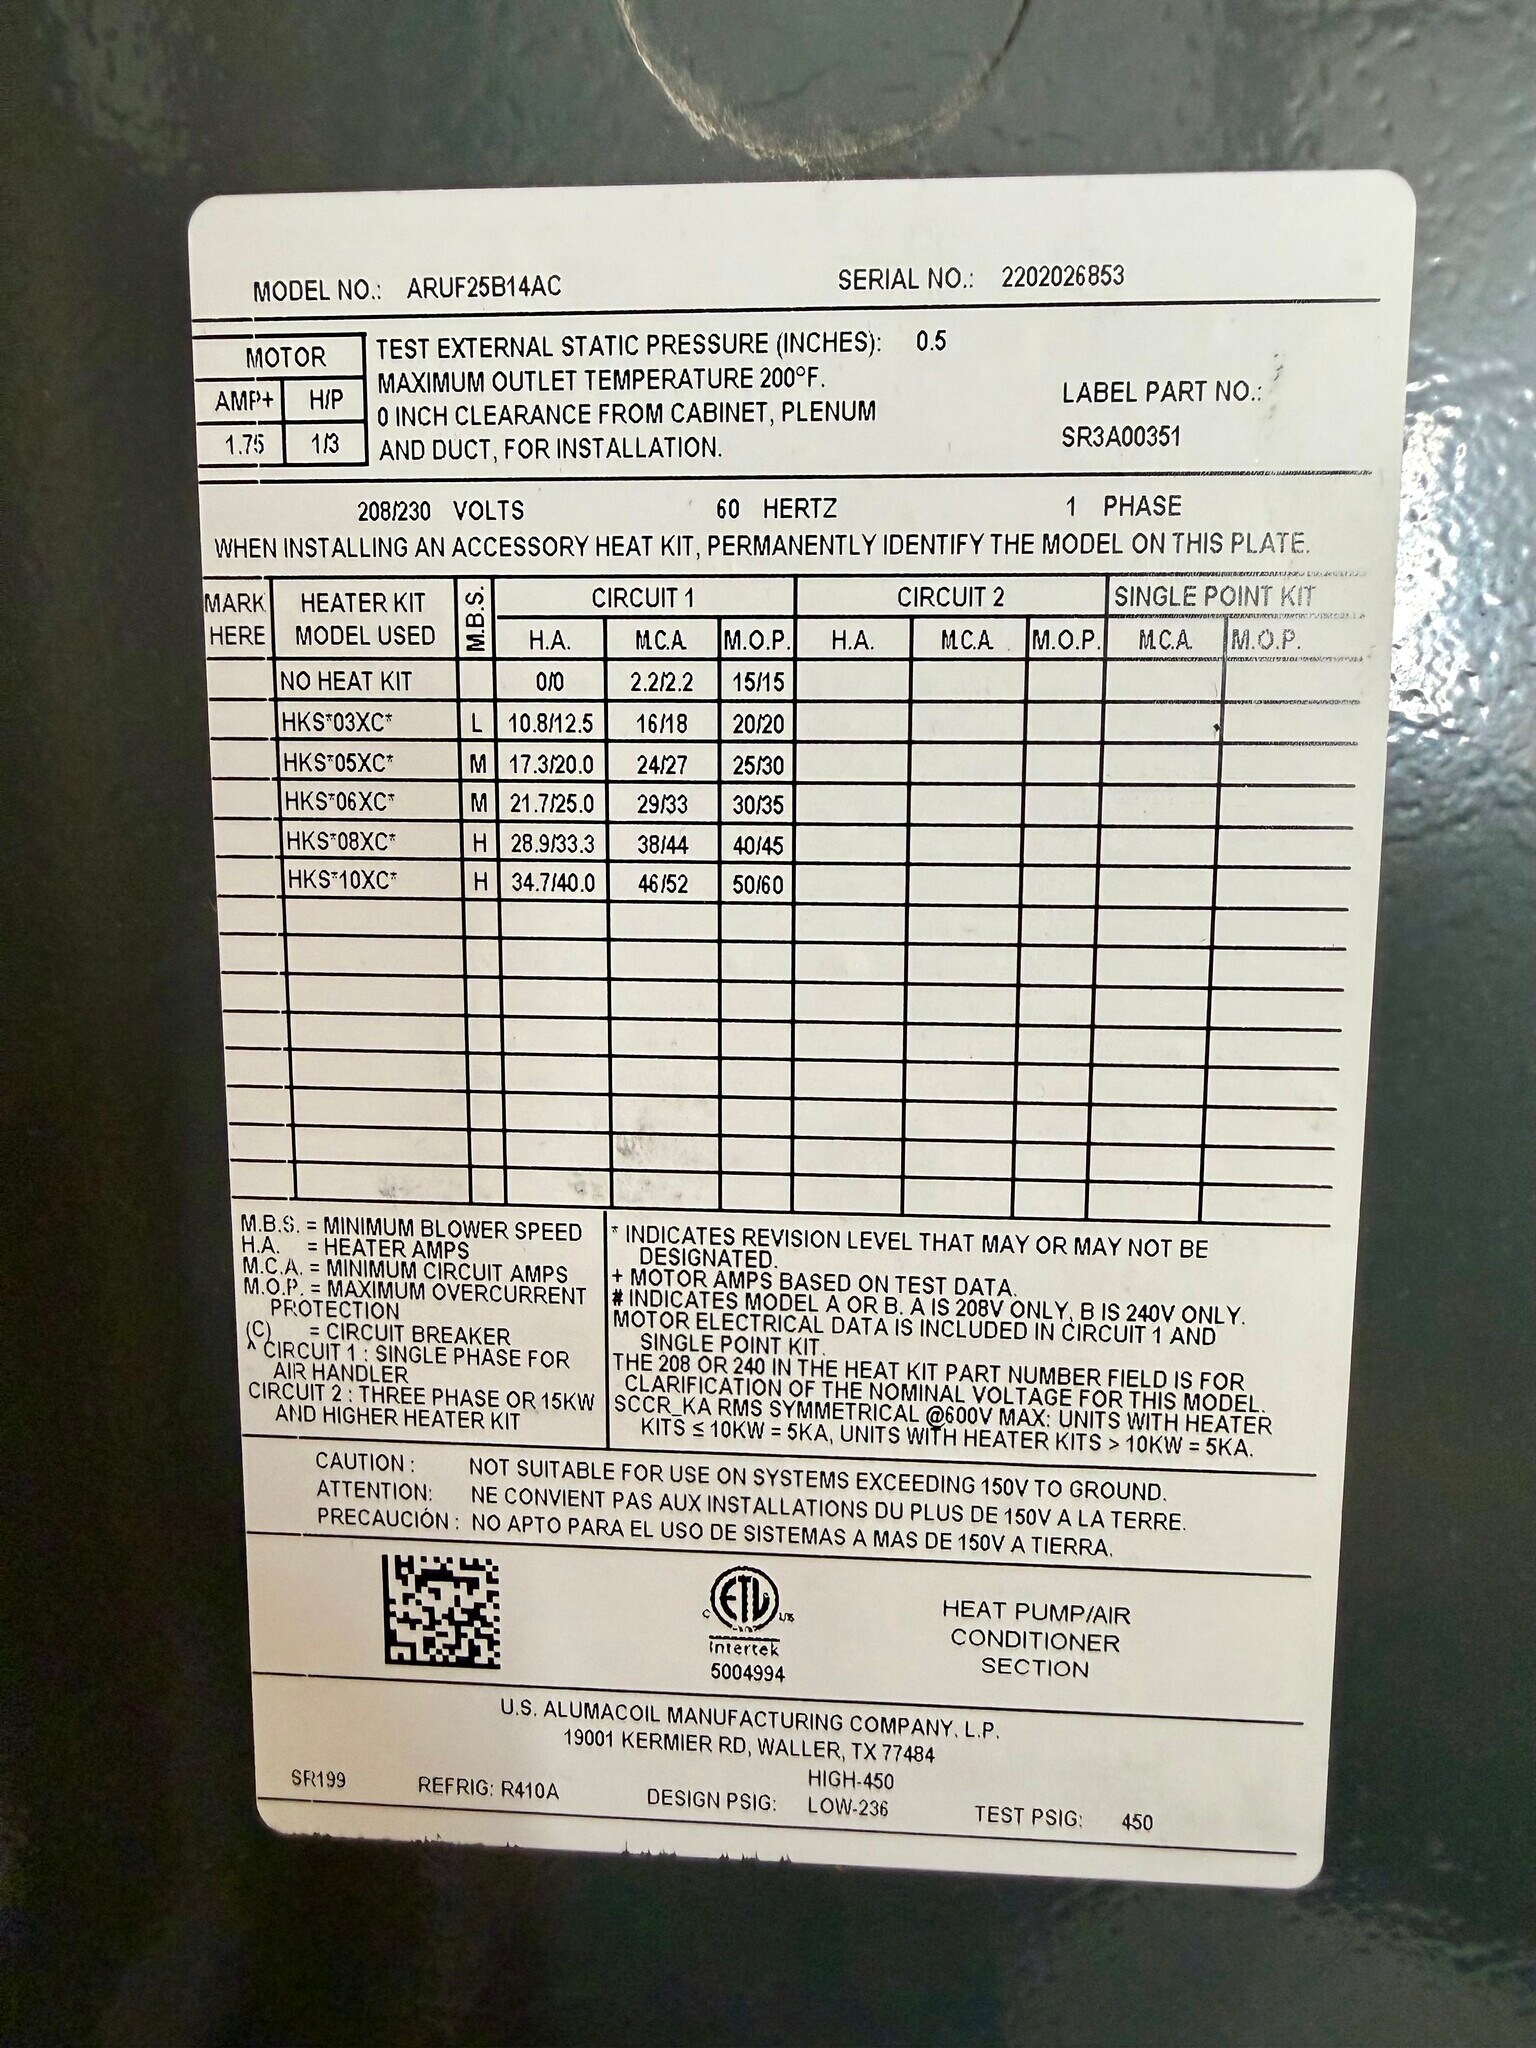 MODEL NO.: ARUF25B14AC SERIAL NO.: 2202026853
MOTOR
AMP+ H/P
1.75 1/3
TEST EXTERNAL STATIC PRESSURE (INCHES): 0.5
MAXIMUM OUTLET TEMPERATURE 200°F.
0 INCH CLEARANCE FROM CABINET, PLENUM
AND DUCT, FOR INSTALLATION.
LABEL PART NO.:
SR3A00351
208/230 VOLTS 60 HERTZ 1 PHASE
WHEN INSTALLING AN ACCESSORY HEAT KIT, PERMANENTLY IDENTIFY THE MODEL ON THIS PLATE.
MARK HERE HEATER KIT MODEL USED M.B.S. CIRCUIT 1 CIRCUIT 2 SINGLE POINT KIT
H.A. M.C.A. M.O.P. H.A. M.C.A. M.O.P. M.C.A. M.O.P.
NO HEAT KIT 0/0 2.2/2.2 15/15
HKS*03XC* L 10.8/12.5 16/18 20/20
HKS*05XC* M 17.3/20.0 24/27 25/30
HKS*06XC* M 21.7/25.0 29/33 30/35
HKS*08XC* H 28.9/33.3 38/44 40/45
HKS*10XC* H 34.7/40.0 46/52 50/60
M.B.S. = MINIMUM BLOWER SPEED
H.A. = HEATER AMPS
M.C.A. = MINIMUM CIRCUIT AMPS
M.O.P. = MAXIMUM OVERCURRENT
PROTECTION
(C) = CIRCUIT BREAKER
^ CIRCUIT 1 : SINGLE PHASE FOR
AIR HANDLER
CIRCUIT 2 : THREE PHASE OR 15KW
AND HIGHER HEATER KIT
* INDICATES REVISION LEVEL THAT MAY OR MAY NOT BE
DESIGNATED.
+ MOTOR AMPS BASED ON TEST DATA.
# INDICATES MODEL A OR B. A IS 208V ONLY, B IS 240V ONLY.
MOTOR ELECTRICAL DATA IS INCLUDED IN CIRCUIT 1 AND
SINGLE POINT KIT.
THE 208 OR 240 IN THE HEAT KIT PART NUMBER FIELD IS FOR
CLARIFICATION OF THE NOMINAL VOLTAGE FOR THIS MODEL.
SCCR_KA RMS SYMMETRICAL @600V MAX: UNITS WITH HEATER
KITS ≤ 10KW = 5KA, UNITS WITH HEATER KITS > 10KW = 5KA.
CAUTION : NOT SUITABLE FOR USE ON SYSTEMS EXCEEDING 150V TO GROUND.
ATTENTION: NE CONVIENT PAS AUX INSTALLATIONS DU PLUS DE 150V A LA TERRE.
PRECAUCIÓN : NO APTO PARA EL USO DE SISTEMAS A MAS DE 150V A TIERRA.
C ETL US
Intertek
5004994
HEAT PUMP/AIR
CONDITIONER
SECTION
U.S. ALUMACOIL MANUFACTURING COMPANY, L.P.
19001 KERMIER RD, WALLER, TX 77484
SR199 REFRIG: R410A DESIGN PSIG: HIGH-450
LOW-236 TEST PSIG: 450